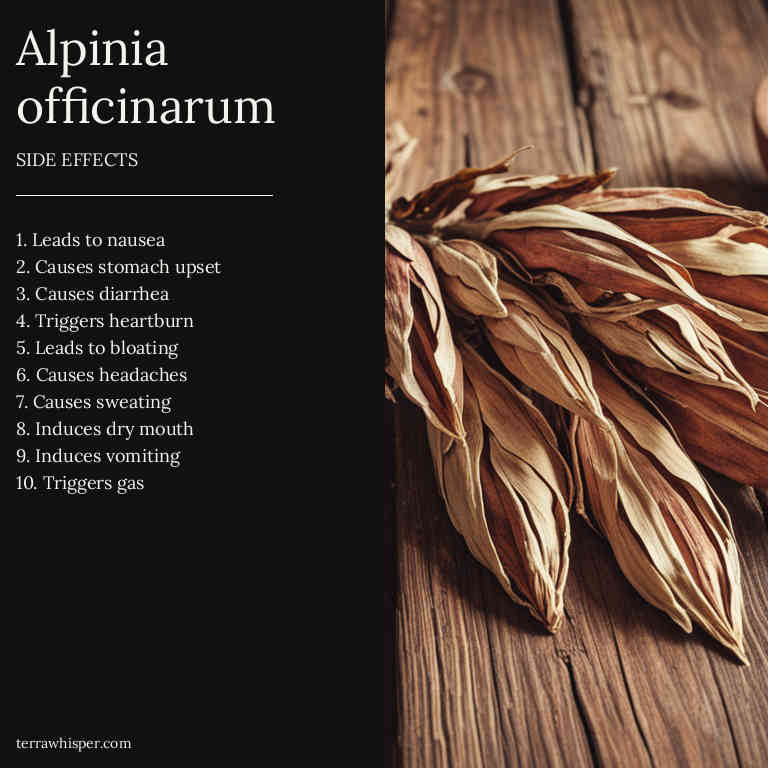 Alpinia
officinarum
SIDE EFFECTS
1. Leads to nausea
2. Causes stomach upset
3. Causes diarrhea
4. Triggers heartburn
5. Leads to bloating
6. Causes headaches
7. Causes sweating
8. Induces dry mouth
9. Induces vomiting
10. Triggers gas
terrawhisper.com